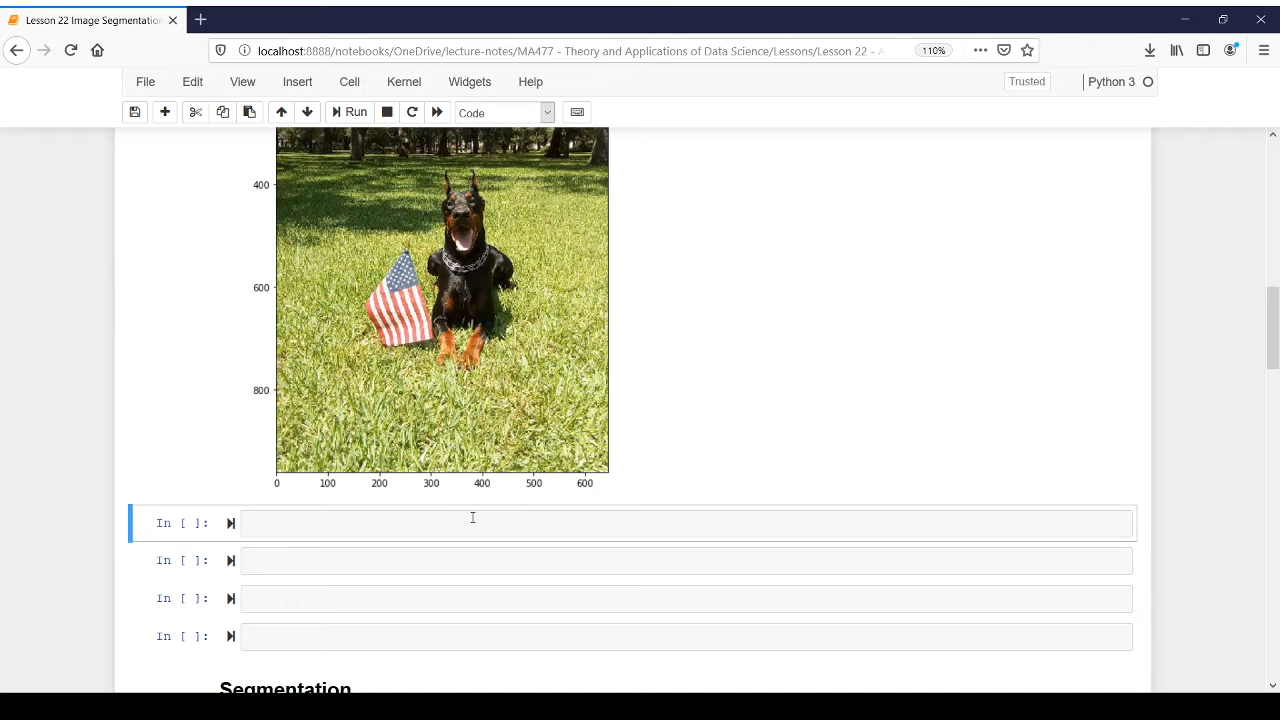 Lesson 22 Image Segmentation
localhost:8888/notebooks/OneDrive/lecture-notes/MA477 - Theory and Applications of Data Science/Lessons/Lesson 22 - A
110%
File Edit View Insert Cell Kernel Widgets Help Trusted Python 3
Run Code
400
600
800
0 100 200 300 400 500 600
In [ ]:
In [ ]:
In [ ]:
In [ ]:
Segmentation